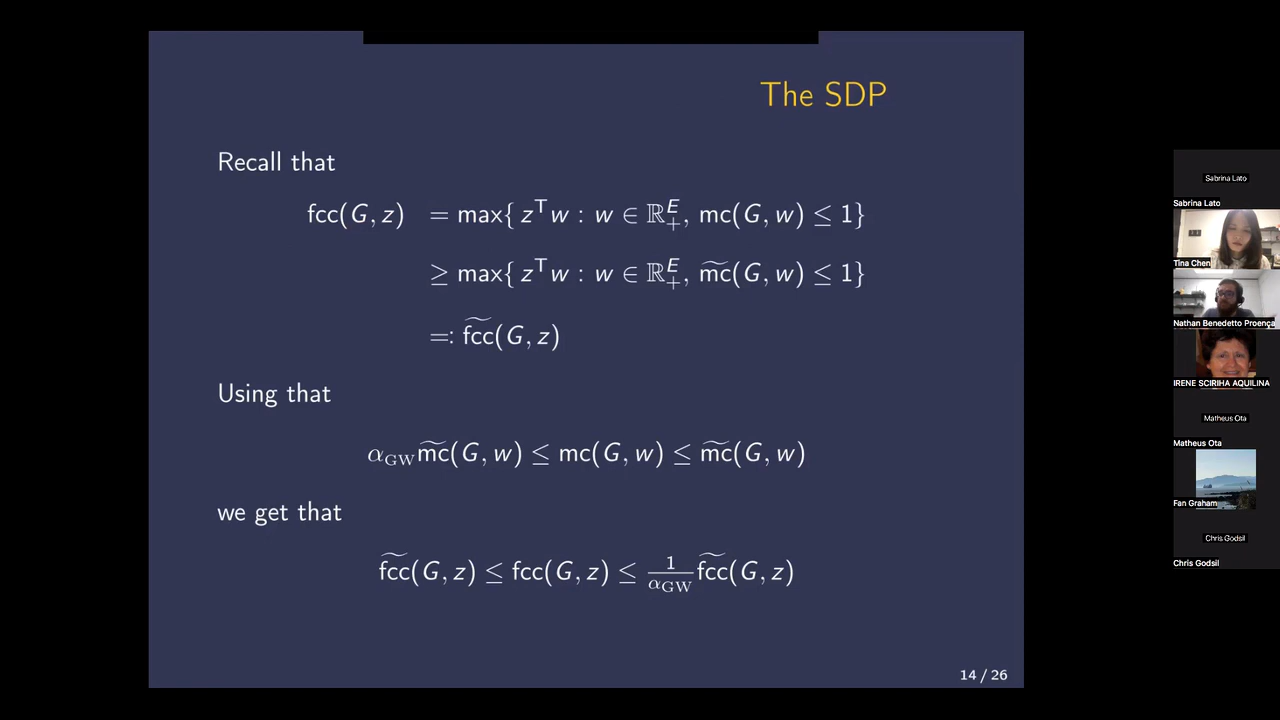 The SDP
Recall that
fcc(G, z) = max{ zᵀw : w ∈ ℝ₊ᴱ, mc(G, w) ≤ 1}
≥ max{ zᵀw : w ∈ ℝ₊ᴱ, m͠c(G, w) ≤ 1}
=: f͠cc(G, z)
Using that
α_GW m͠c(G, w) ≤ mc(G, w) ≤ m͠c(G, w)
we get that
f͠cc(G, z) ≤ fcc(G, z) ≤ 1/α_GW f͠cc(G, z)
14 / 26
Sabrina Lato
Sabrina Lato
Tina Chen
Nathan Benedetto Proença
IRENE SCIRIHA AQUILINA
Matheus Ota
Matheus Ota
Fan Graham
Chris Godsil
Chris Godsil